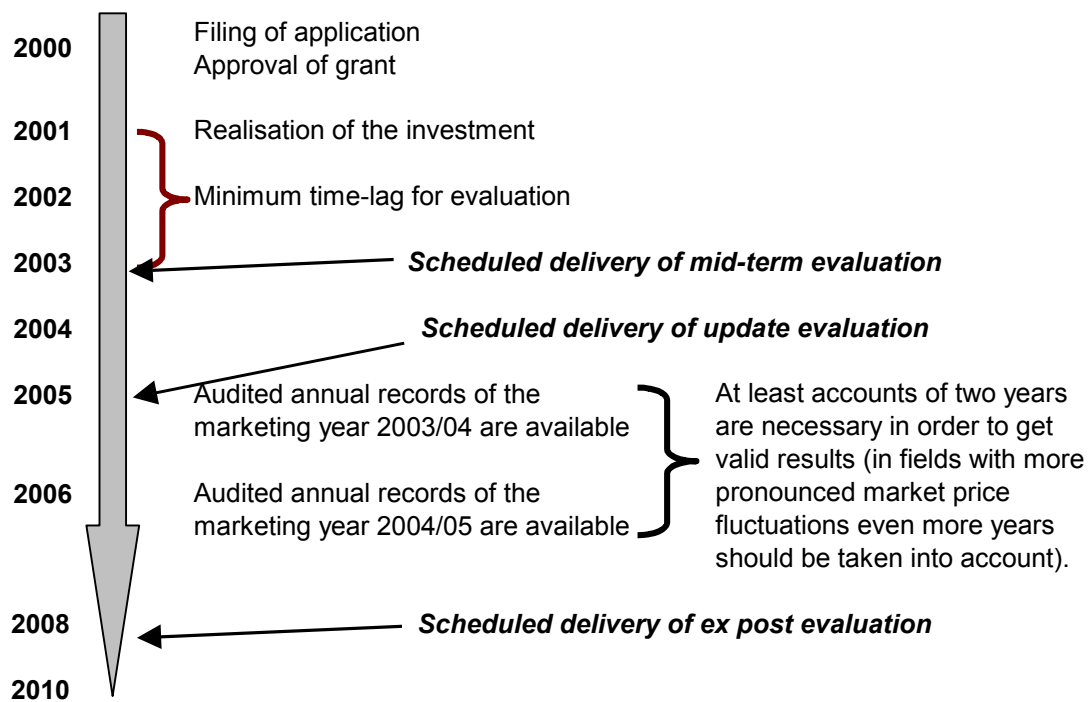 2000
Filing of application
Approval of grant
2001
Realisation of the investment
2002
Minimum time-lag for evaluation
2003
Scheduled delivery of mid-term evaluation
2004
Scheduled delivery of update evaluation
2005
Audited annual records of the
marketing year 2003/04 are available
2006
Audited annual records of the
marketing year 2004/05 are available
At least accounts of two years
are necessary in order to get
valid results (in fields with more
pronounced market price
fluctuations even more years
should be taken into account).
2008
Scheduled delivery of ex post evaluation
2010